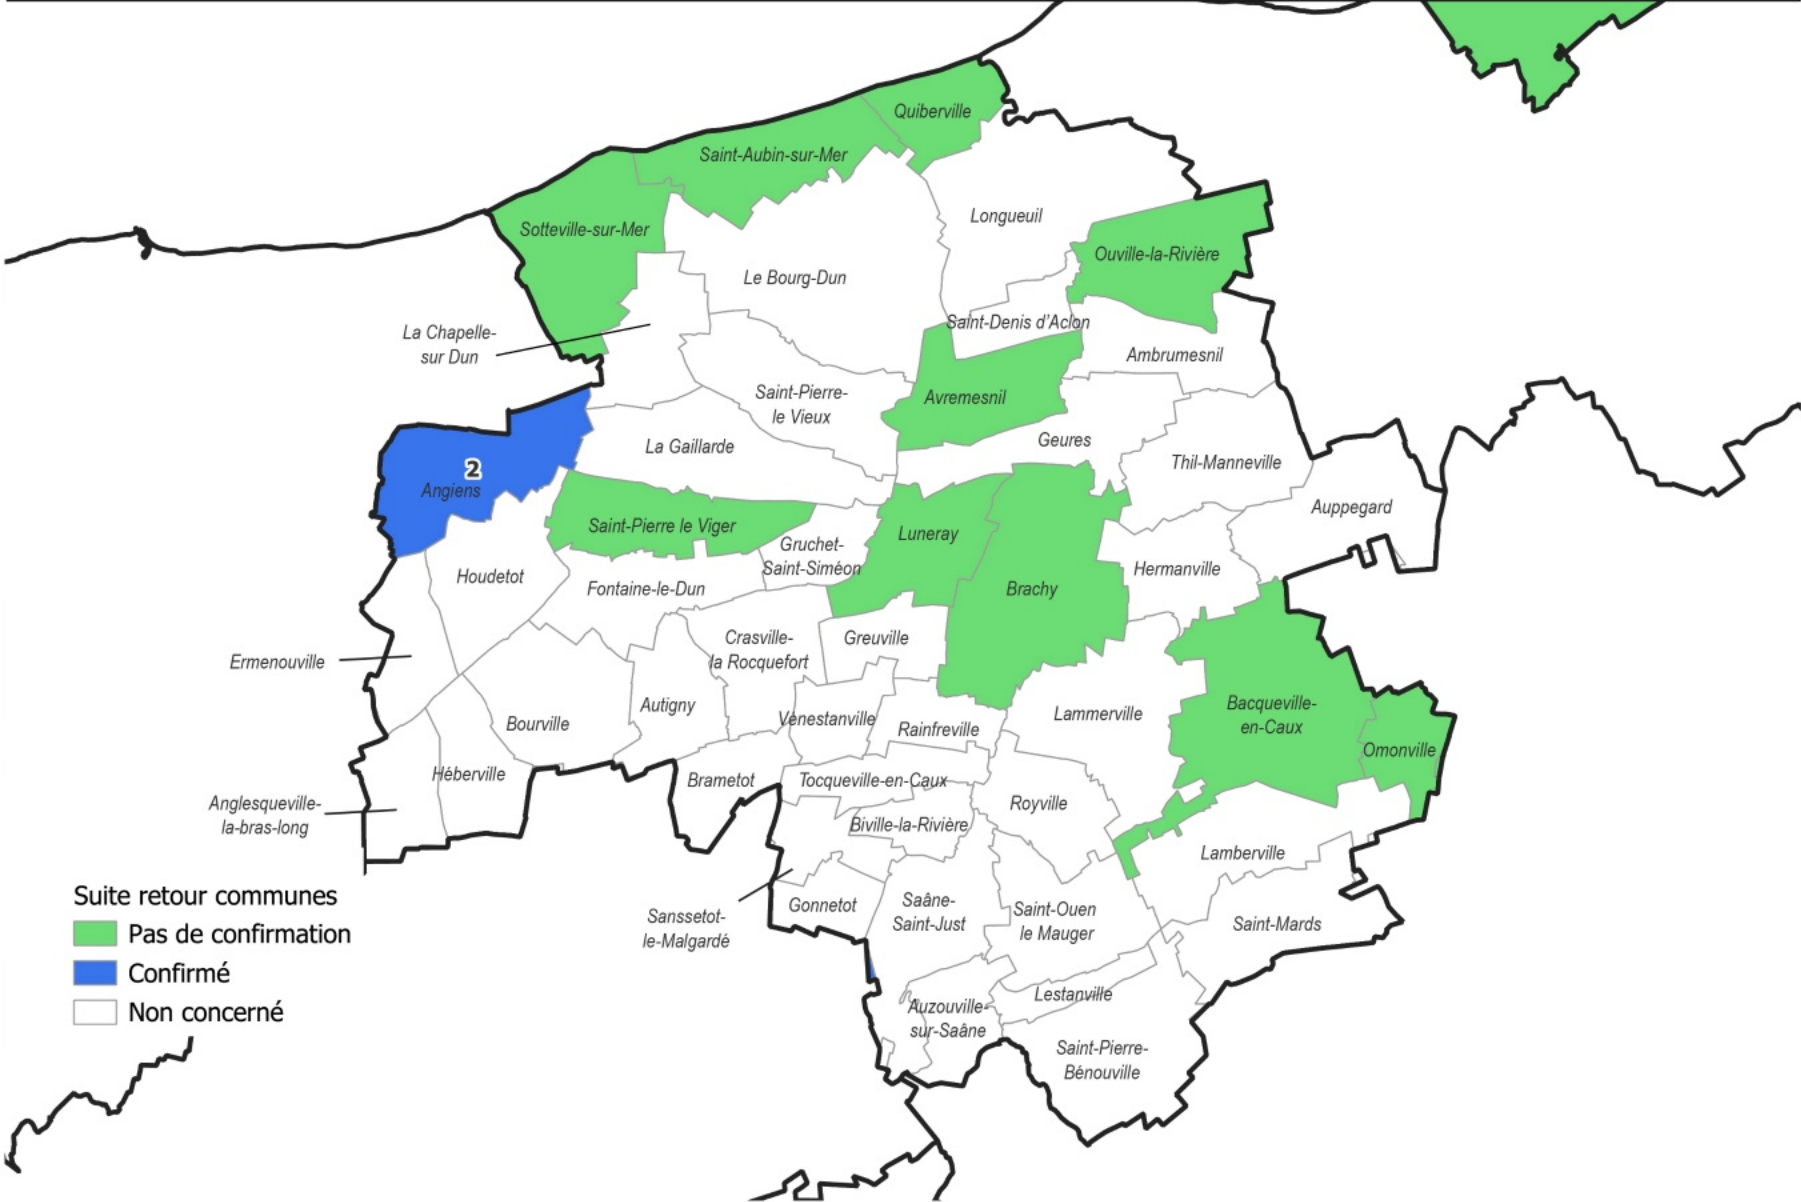 Quiberville
Saint-Aubin-sur-Mer
Sotteville-sur-Mer
Longueuil
Ouville-la-Rivière
Le Bourg-Dun
La Chapelle-
sur Dun
Saint-Denis d'Aclon
Ambrumesnil
Saint-Pierre-
le Vieux
Avremesnil
La Gaillarde
Geures
Thil-Manneville
2
Angiens
Auppegard
Saint-Pierre le Viger
Luneray
Gruchet-
Saint-Siméon
Houdetot
Fontaine-le-Dun
Brachy
Hermanville
Ermenouville
Crasville-
la Rocquefort
Greuville
Autigny
Bourville
Vénestanville
Rainfreville
Lammerville
Bacqueville-
en-Caux
Omonville
Héberville
Brametot
Tocqueville-en-Caux
Royville
Anglesqueville-
la-bras-long
Biville-la-Rivière
Lamberville
Sanssetot-
le-Malgardé
Gonnetot
Saâne-
Saint-Just
Saint-Ouen
le Mauger
Saint-Mards
Lestanville
Auzouville-
sur-Saâne
Saint-Pierre-
Bénouville
Suite retour communes
Pas de confirmation
Confirmé
Non concerné